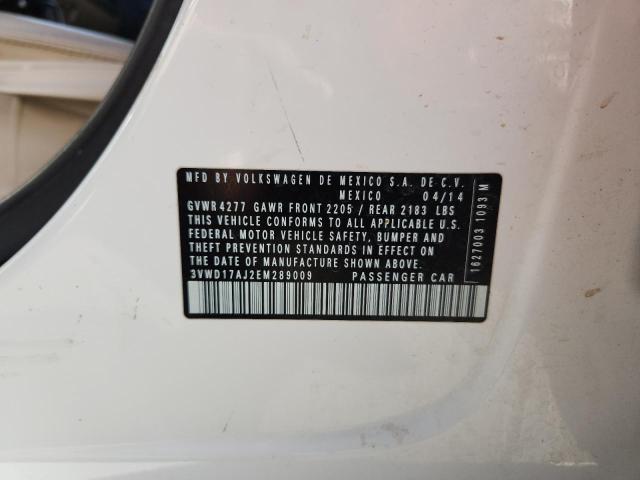 MFD BY VOLKSWAGEN DE MEXICO S.A. DE C.V.
MEXICO 04/14
GVWR 4277 GAWR FRONT 2205 / REAR 2183 LBS
THIS VEHICLE CONFORMS TO ALL APPLICABLE U.S.
FEDERAL MOTOR VEHICLE SAFETY, BUMPER AND
THEFT PREVENTION STANDARDS IN EFFECT ON
THE DATE OF MANUFACTURE SHOWN ABOVE.
3VWD17AJ2EM289009 PASSENGER CAR
1627003 1093 M